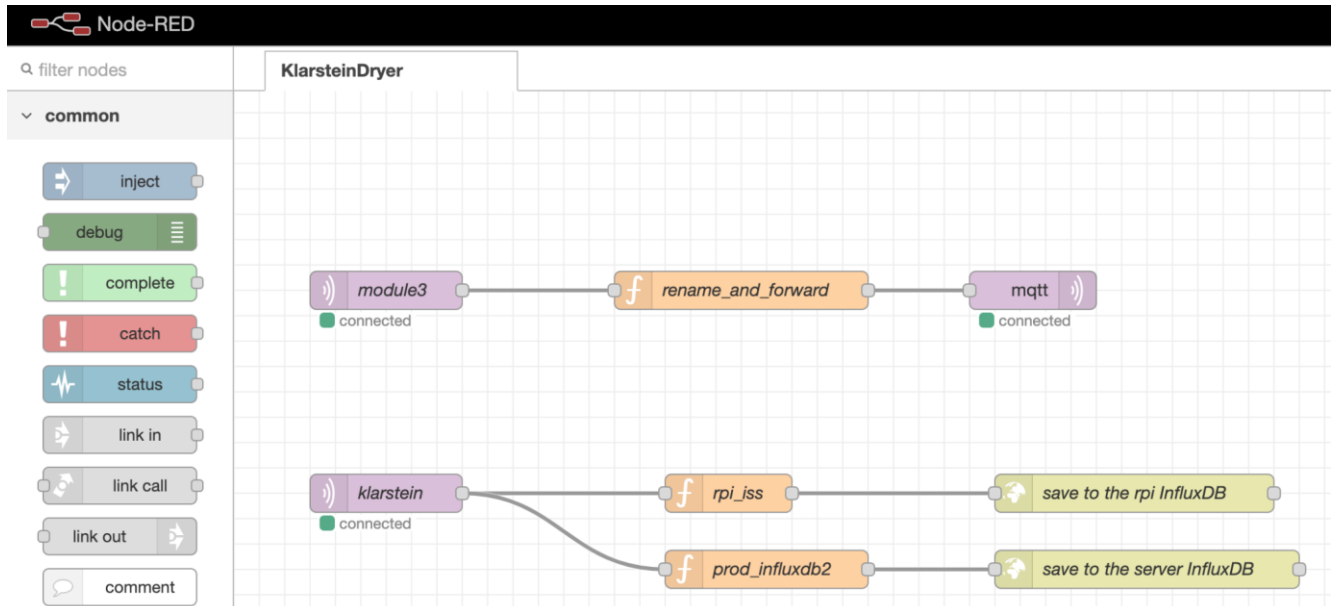 Node-RED
filter nodes
KlarsteinDryer
common
inject
debug
complete
catch
status
link in
link call
link out
comment
module3
connected
rename_and_forward
mqtt
connected
klarstein
connected
rpi_iss
save to the rpi InfluxDB
prod_influxdb2
save to the server InfluxDB